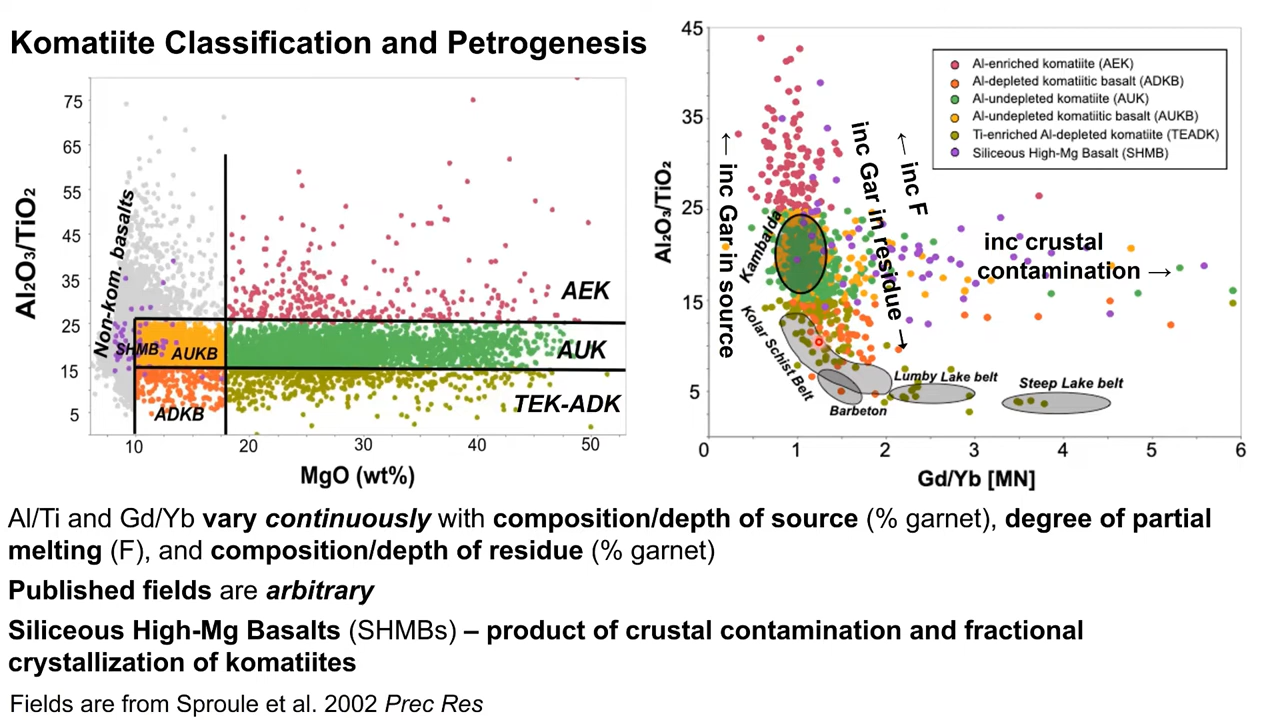 Komatiite Classification and Petrogenesis
75
65
55
45
35
25
15
5
Al₂O₃/TiO₂
Non-kom. basalts
SHMB
AUKB
ADKB
AEK
AUK
TEK-ADK
10
20
30
40
50
MgO (wt%)
45
35
25
15
5
Al₂O₃/TiO₂
Al-enriched komatiite (AEK)
Al-depleted komatiitic basalt (ADKB)
Al-undepleted komatiite (AUK)
Al-undepleted komatiitic basalt (AUKB)
Ti-enriched Al-depleted komatiite (TEADK)
Siliceous High-Mg Basalt (SHMB)
← inc Gar in source
inc Gar in residue →
← inc F
inc crustal
contamination →
Kambalda
Kolar Schist Belt
Barbeton
Lumby Lake belt
Steep Lake belt
0
1
2
3
4
5
6
Gd/Yb [MN]
Al/Ti and Gd/Yb vary continuously with composition/depth of source (% garnet), degree of partial
melting (F), and composition/depth of residue (% garnet)
Published fields are arbitrary
Siliceous High-Mg Basalts (SHMBs) – product of crustal contamination and fractional
crystallization of komatiites
Fields are from Sproule et al. 2002 Prec Res